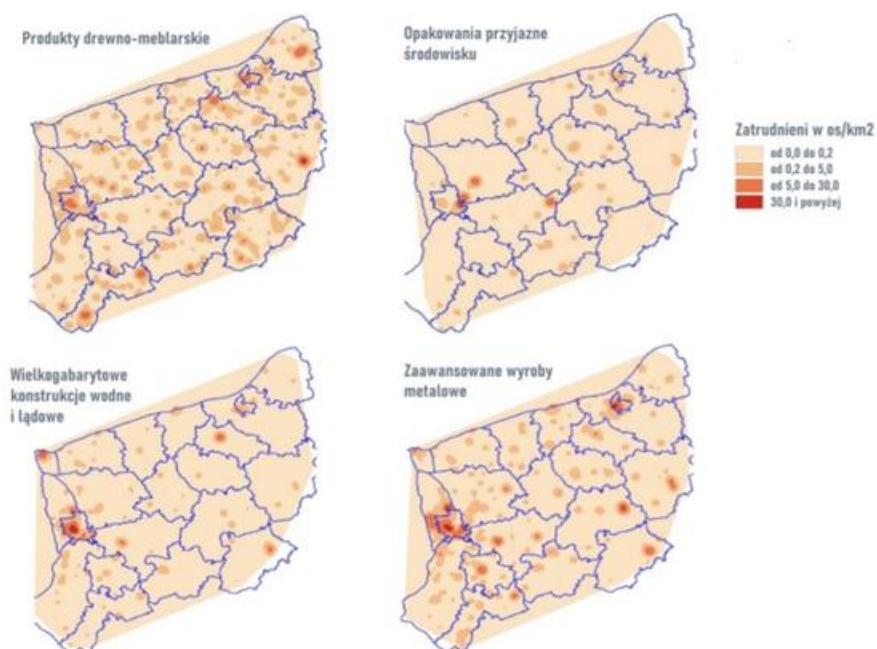 Produkty drewno-meblarskie
Opakowania przyjazne
środowisku
Zatrudnieni w os/km2
od 0,0 do 0,2
od 0,2 do 5,0
od 5,0 do 30,0
30,0 i powyżej
Wielkogabarytowe
konstrukcje wodne
i lądowe
Zaawansowane wyroby
metalowe